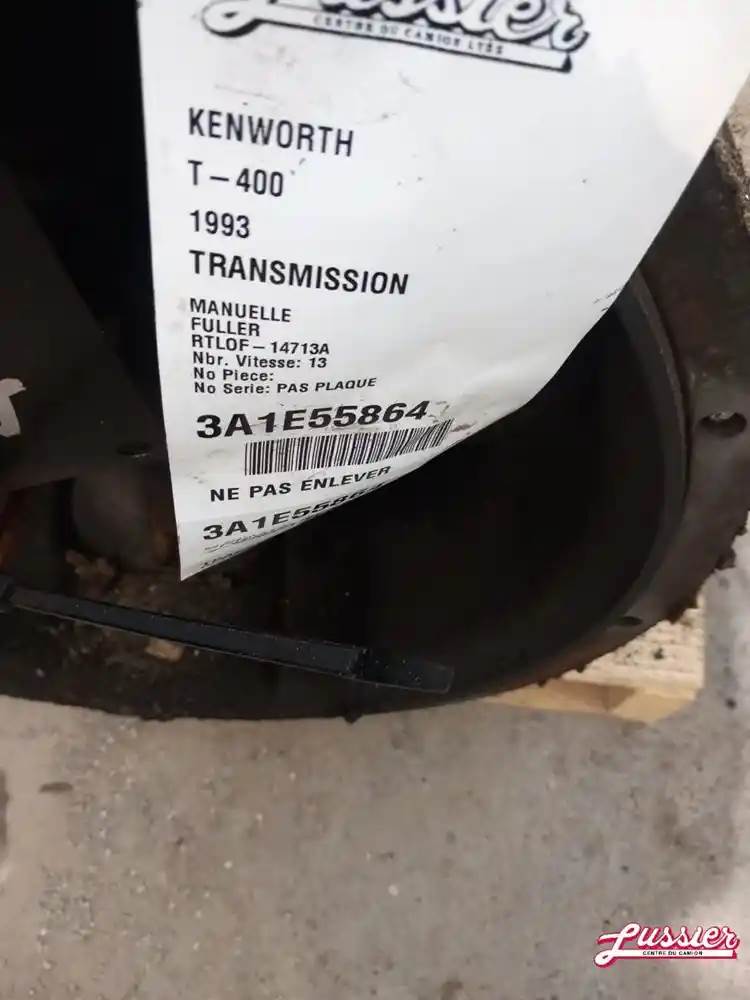 Lussier
CENTRE DU CAMION LTÉE
KENWORTH
T-400
1993
TRANSMISSION
MANUELLE
FULLER
RTLOF-14713A
Nbr. Vitesse: 13
No Piece:
No Serie: PAS PLAQUE
3A1E55864
NE PAS ENLEVER
3A1E55864
Lussier
CENTRE DU CAMION